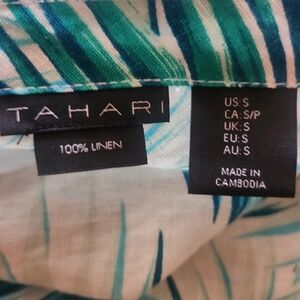 TAHARI
100% LINEN
US: S
CA: S/P
UK: S
EU: S
AU: S
MADE IN
CAMBODIA